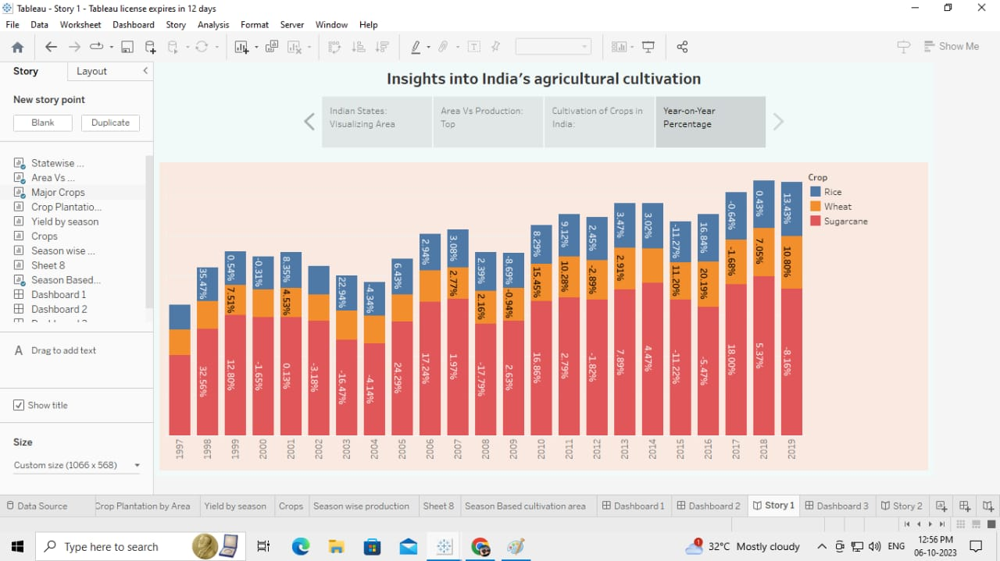 Tableau - Story 1 - Tableau license expires in 12 days
File Data Worksheet Dashboard Story Analysis Format Server Window Help
Show Me
Story Layout
New story point
Blank Duplicate
Statewise ...
Area Vs ...
Major Crops
Crop Plantatio...
Yield by season
Crops
Season wise ...
Sheet 8
Season Based...
Dashboard 1
Dashboard 2
A Drag to add text
Show title
Size
Custom size (1066 x 568)
Insights into India's agricultural cultivation
Indian States:
Visualizing Area
Area Vs Production:
Top
Cultivation of Crops in
India:
Year-on-Year
Percentage
Crop
Rice
Wheat
Sugarcane
35.47% 0.54% -0.31% 8.35% 22.94% -4.34% 6.43% 2.94% 3.08% 2.39% -8.69% 8.29% 9.12% 2.45% 3.47% 3.02% -11.27% 16.84% -0.64% 0.43% 13.43%
7.51% 4.53% 2.77% 2.16% -0.94% 15.45% 10.28% -2.89% 2.91% 11.20% 20.19% -1.68% 7.05% 10.80%
32.56% 12.80% -1.65% 0.13% -3.18% -16.47% -4.14% 24.29% 17.24% 1.97% -17.79% 2.63% 16.86% 2.79% -1.82% 7.89% 4.47% -11.22% -5.47% 18.00% 5.37% -8.16%
1997 1998 1999 2000 2001 2002 2003 2004 2005 2006 2007 2008 2009 2010 2011 2012 2013 2014 2015 2016 2017 2018 2019
Data Source Crop Plantation by Area Yield by season Crops Season wise production Sheet 8 Season Based cultivation area Dashboard 1 Dashboard 2 Story 1 Dashboard 3 Story 2
Type here to search
1
32°C Mostly cloudy
ENG
12:56 PM
06-10-2023